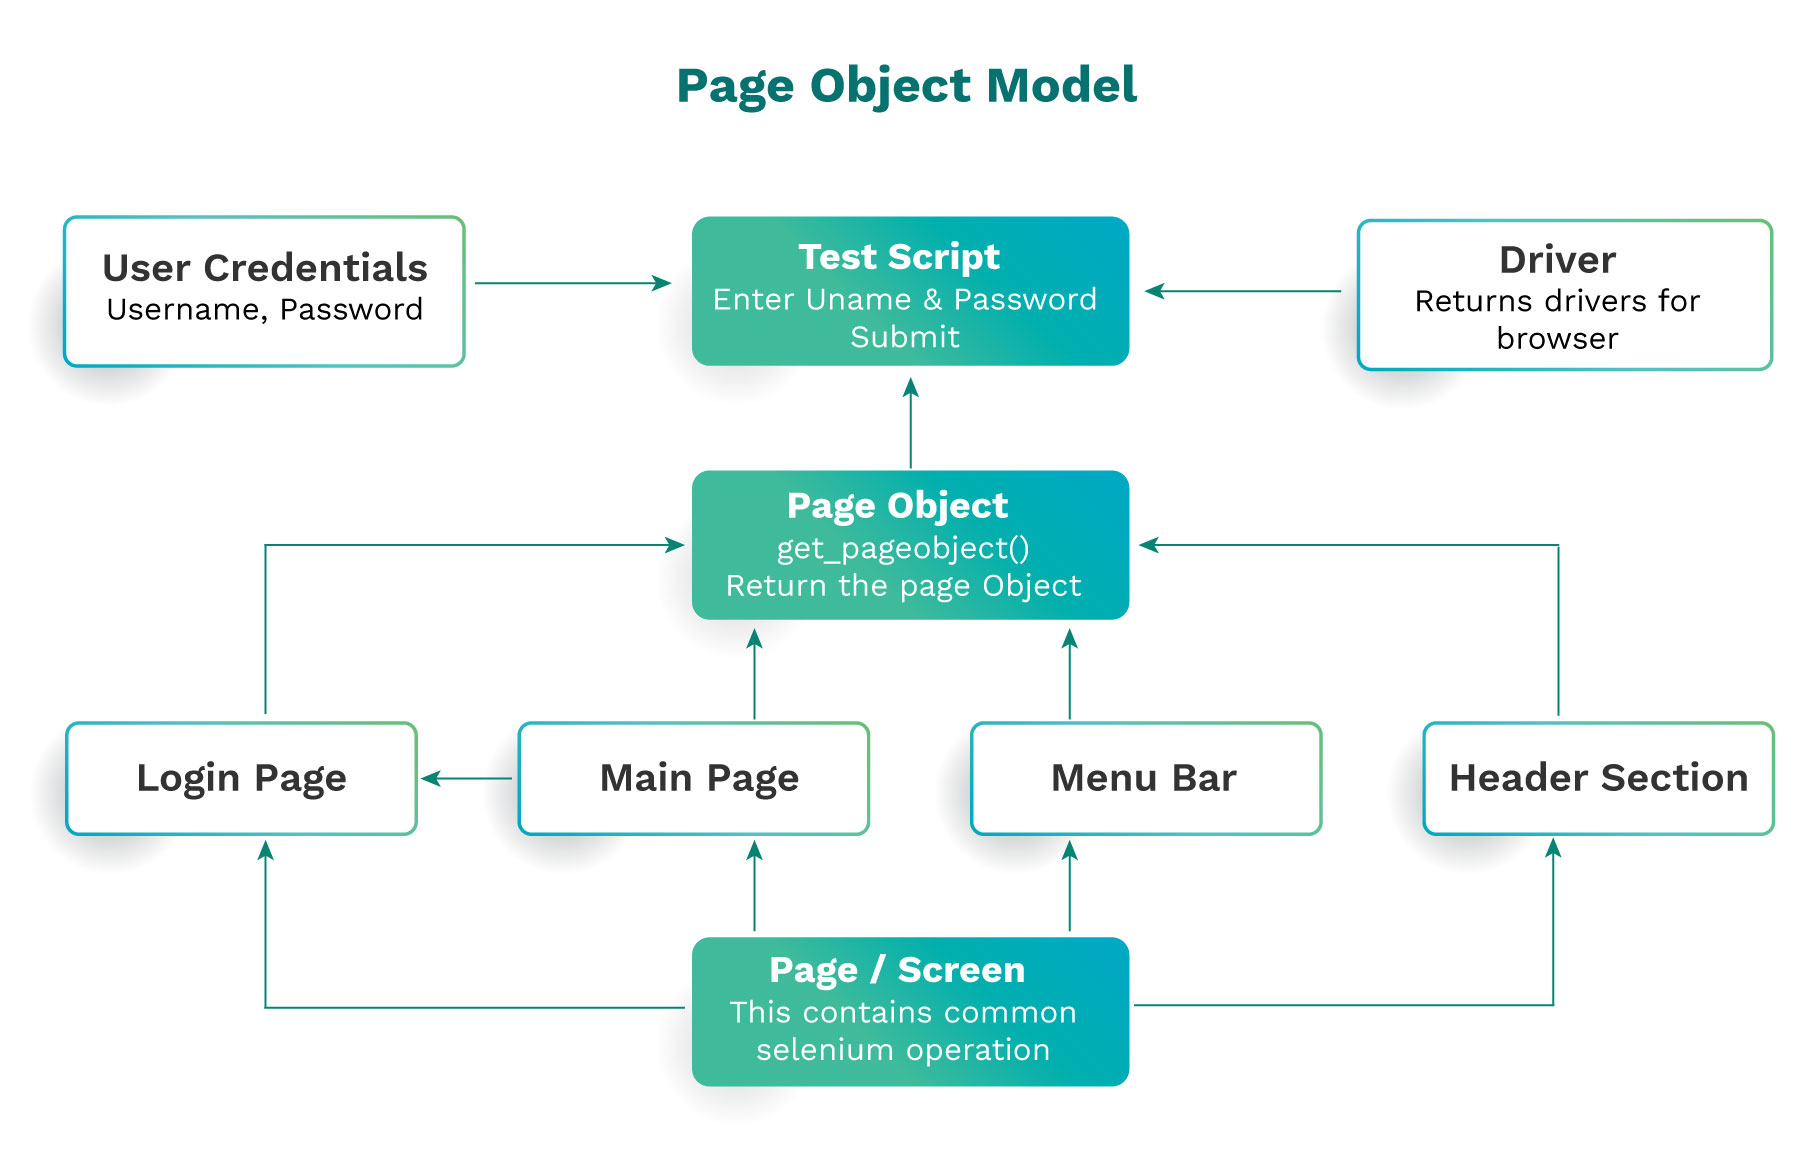 Page Object Model
User Credentials
Username, Password
Test Script
Enter Uname & Password
Submit
Driver
Returns drivers for
browser
Page Object
get_pageobject()
Return the page Object
Login Page
Main Page
Menu Bar
Header Section
Page / Screen
This contains common
selenium operation